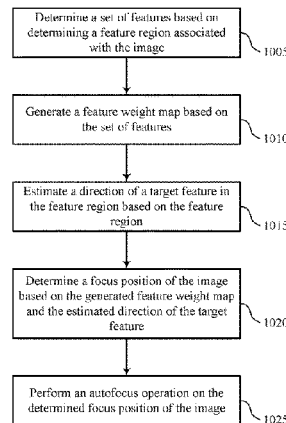 Determine a set of features based on
determining a feature region associated
with the image
1005
Generate a feature weight map based on
the set of features
1010
Estimate a direction of a target feature in
the feature region based on the feature
region
1015
Determine a focus position of the image
based on the generated feature weight map
and the estimated direction of the target
feature
1020
Perform an autofocus operation on the
determined focus position of the image
1025